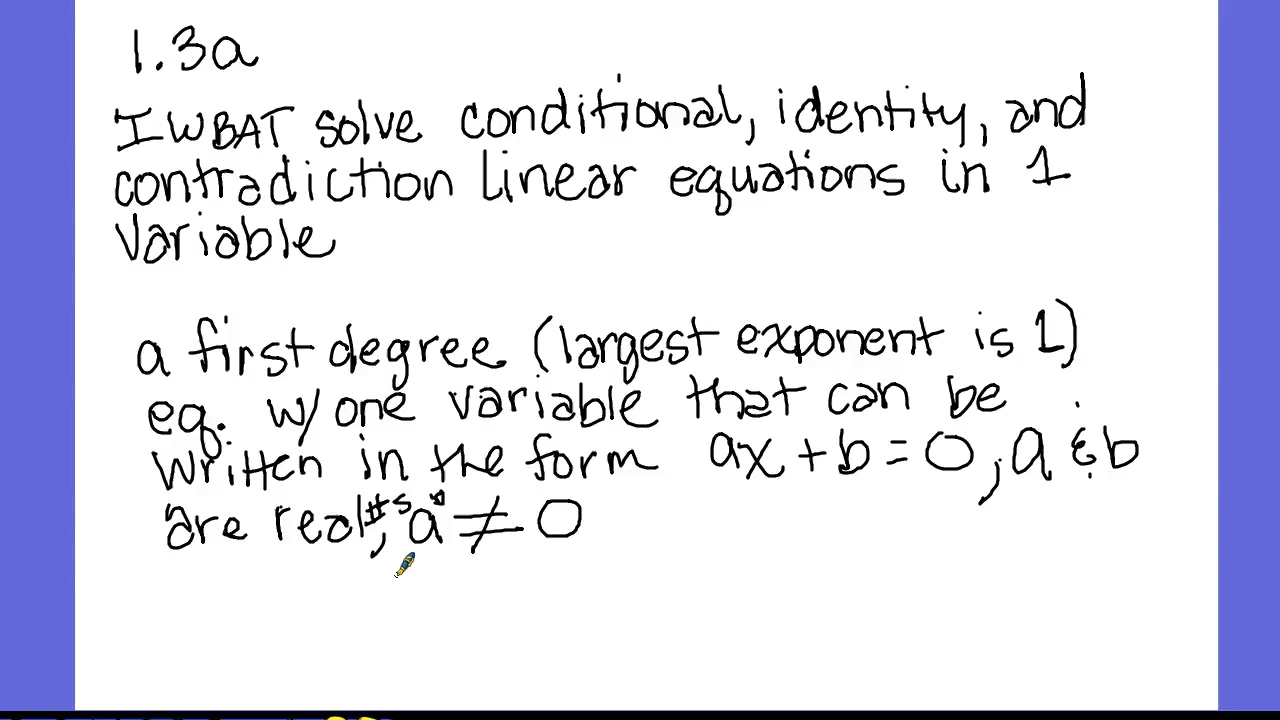 1.3a
IWBAT solve conditional, identity, and
contradiction linear equations in 1
variable
a first degree (largest exponent is 1)
eq. w/ one variable that can be
written in the form ax + b = 0, a & b
are real #s, a ≠ 0